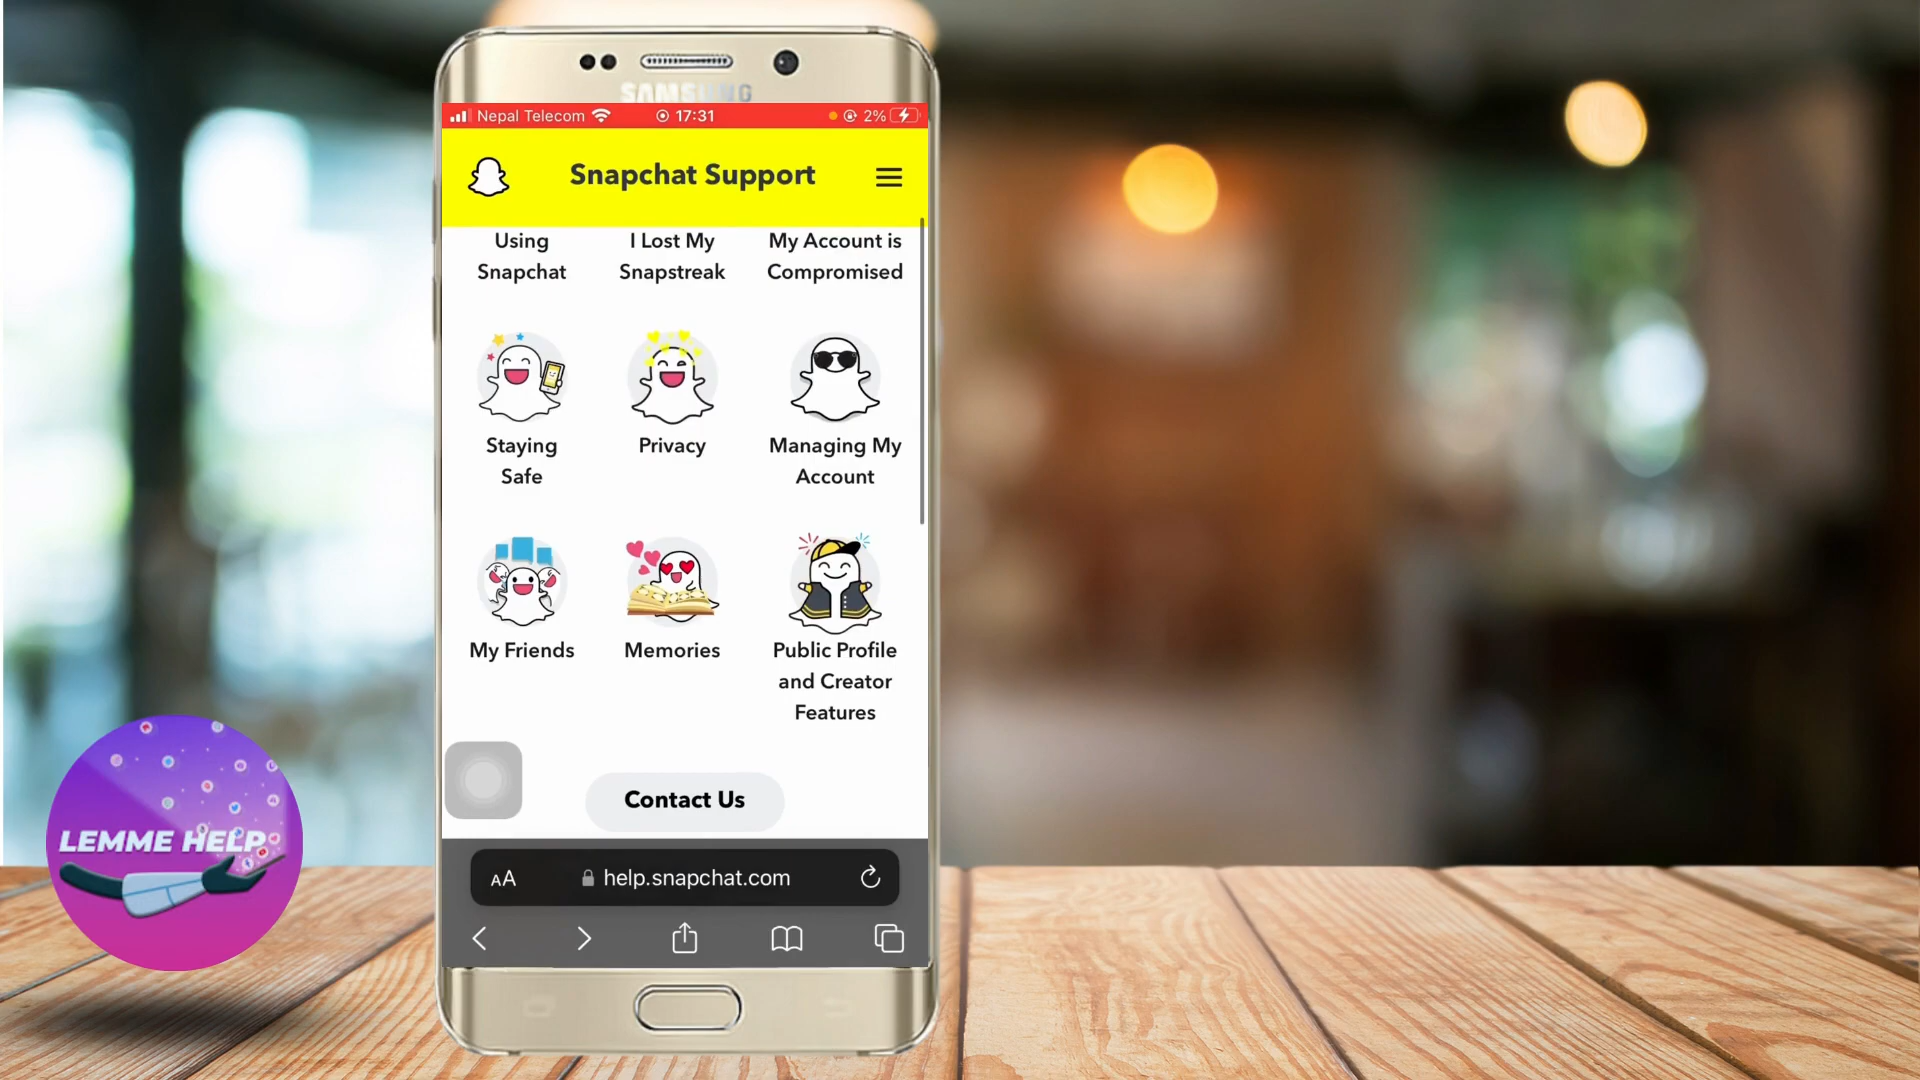 SAMSUNG
Nepal Telecom 17:31 2%
Snapchat Support
Using Snapchat
I Lost My Snapstreak
My Account is Compromised
Staying Safe
Privacy
Managing My Account
My Friends
Memories
Public Profile and Creator Features
Contact Us
AA help.snapchat.com
LEMME HELP